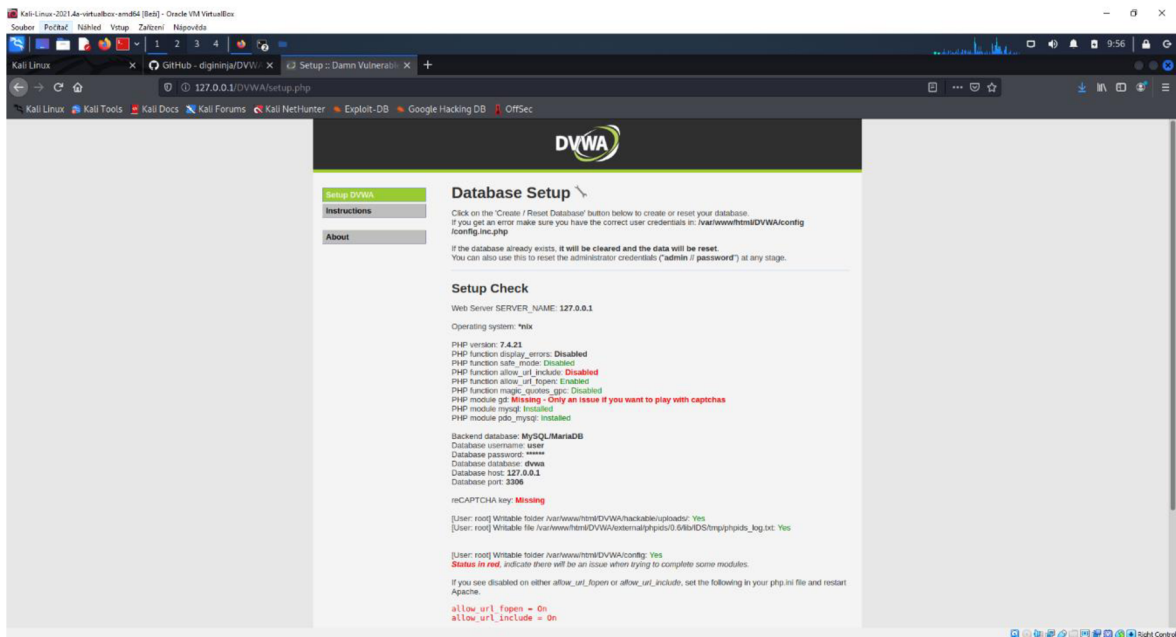 Kali-Linux-2021.4a-virtualbox-amd64 [Beží] - Oracle VM VirtualBox
Soubor Počítač Náhled Vstup Zařízení Nápověda
1 2 3 4
9:56
Kali Linux
GitHub - digininja/DVWA
Setup :: Damn Vulnerable
127.0.0.1/DVWA/setup.php
Kali Linux Kali Tools Kali Docs Kali Forums Kali NetHunter Exploit-DB Google Hacking DB OffSec
DVWA
Setup DVWA
Instructions
About
Database Setup
Click on the 'Create / Reset Database' button below to create or reset your database.
If you get an error make sure you have the correct user credentials in: /var/www/html/DVWA/config
/config.inc.php
If the database already exists, it will be cleared and the data will be reset.
You can also use this to reset the administrator credentials ("admin // password") at any stage.
Setup Check
Web Server SERVER_NAME: 127.0.0.1
Operating system: *nix
PHP version: 7.4.21
PHP function display_errors: Disabled
PHP function safe_mode: Disabled
PHP function allow_url_include: Disabled
PHP function allow_url_fopen: Enabled
PHP function magic_quotes_gpc: Disabled
PHP module gd: Missing - Only an issue if you want to play with captchas
PHP module mysql: Installed
PHP module pdo_mysql: Installed
Backend database: MySQL/MariaDB
Database username: user
Database password: ******
Database database: dvwa
Database host: 127.0.0.1
Database port: 3306
reCAPTCHA key: Missing
[User: root] Writable folder /var/www/html/DVWA/hackable/uploads/: Yes
[User: root] Writable file /var/www/html/DVWA/external/phpids/0.6/lib/IDS/tmp/phpids_log.txt: Yes
[User: root] Writable folder /var/www/html/DVWA/config: Yes
Status in red, indicate there will be an issue when trying to complete some modules.
If you see disabled on either allow_url_fopen or allow_url_include, set the following in your php.ini file and restart
Apache.
allow_url_fopen = On
allow_url_include = On
Right Control